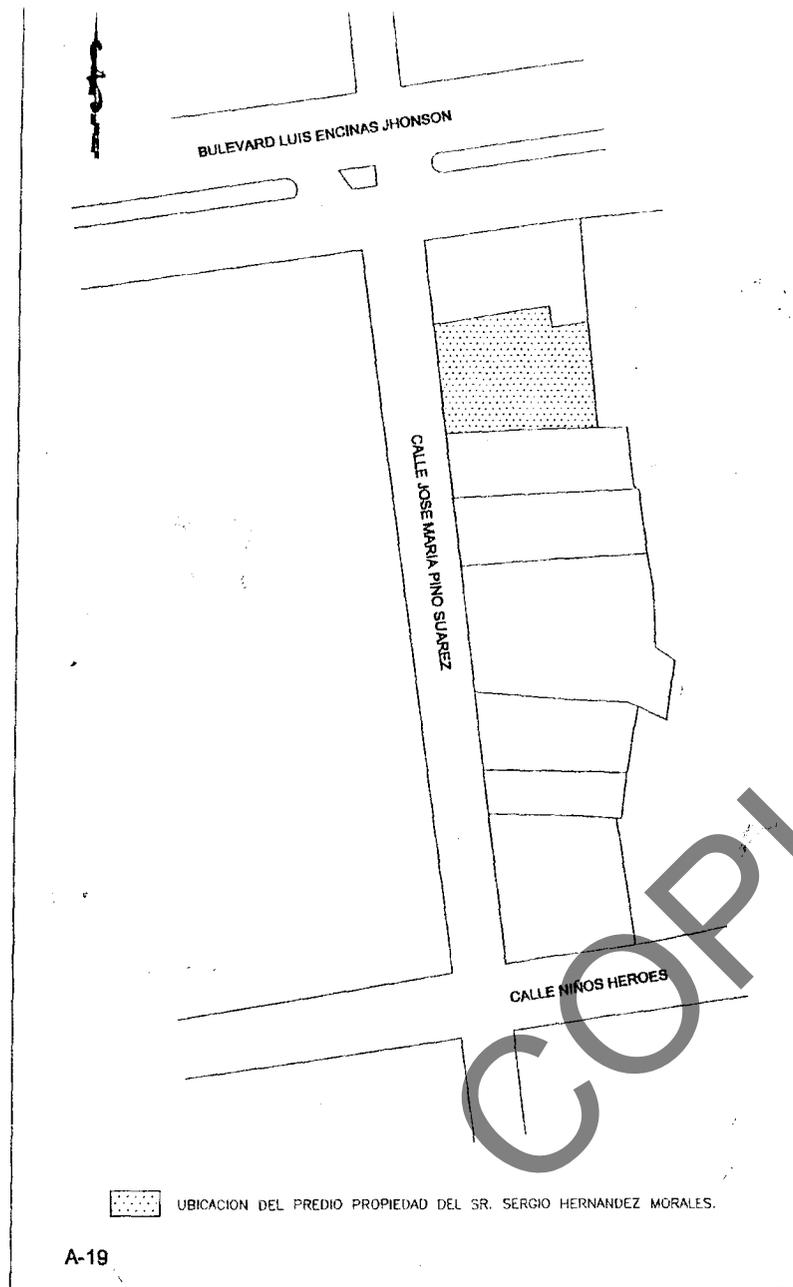 BULEVARD LUIS ENCINAS JHONSON
CALLE JOSE MARIA PINO SUAREZ
CALLE NIÑOS HEROES
COPI
UBICACION DEL PREDIO PROPIEDAD DEL SR. SERGIO HERNANDEZ MORALES.
A-19